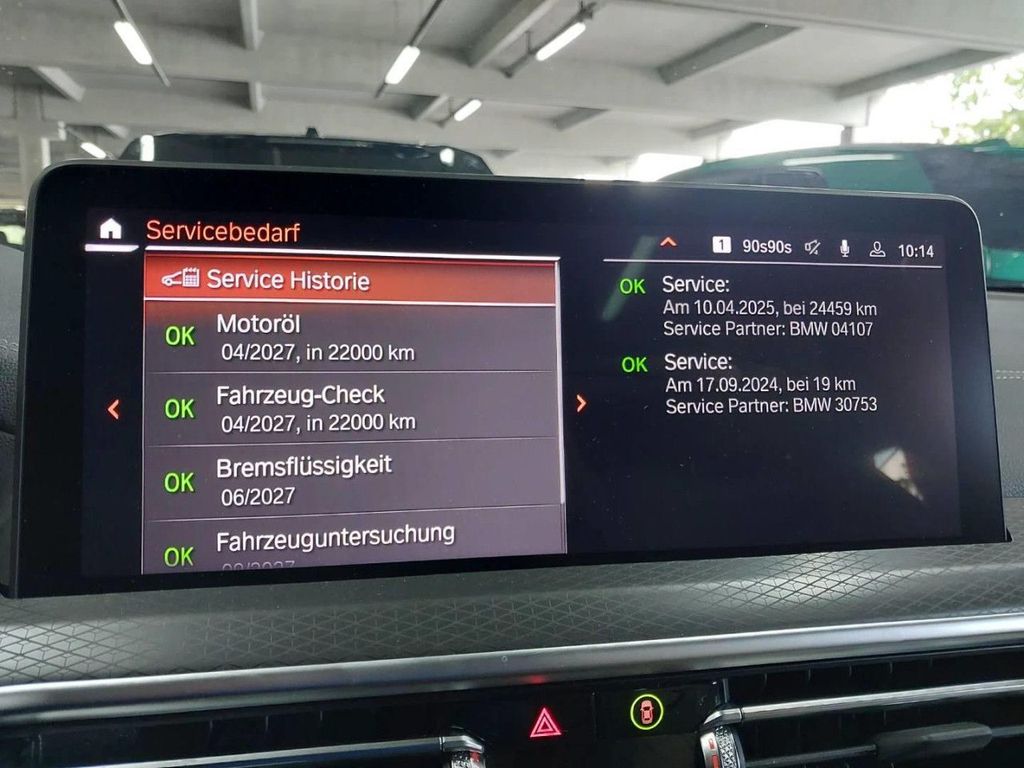 Servicebedarf
1 90s90s 10:14
Service Historie
OK Motoröl
04/2027, in 22000 km
OK Fahrzeug-Check
04/2027, in 22000 km
OK Bremsflüssigkeit
06/2027
OK Fahrzeuguntersuchung
OK Service:
Am 10.04.2025, bei 24459 km
Service Partner: BMW 04107
OK Service:
Am 17.09.2024, bei 19 km
Service Partner: BMW 30753